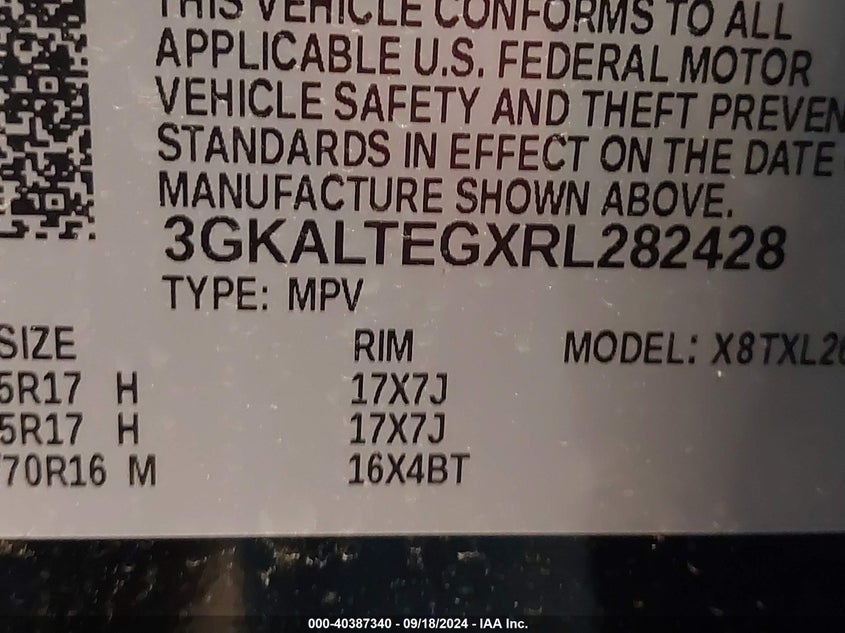 THIS VEHICLE CONFORMS TO ALL
APPLICABLE U.S. FEDERAL MOTOR
VEHICLE SAFETY AND THEFT PREVEN
STANDARDS IN EFFECT ON THE DATE
MANUFACTURE SHOWN ABOVE.
3GKALTEGXRL282428
TYPE: MPV
SIZE RIM MODEL: X8TXL26
5R17 H 17X7J
5R17 H 17X7J
70R16 M 16X4BT
000-40387340 - 09/18/2024 - IAA Inc.